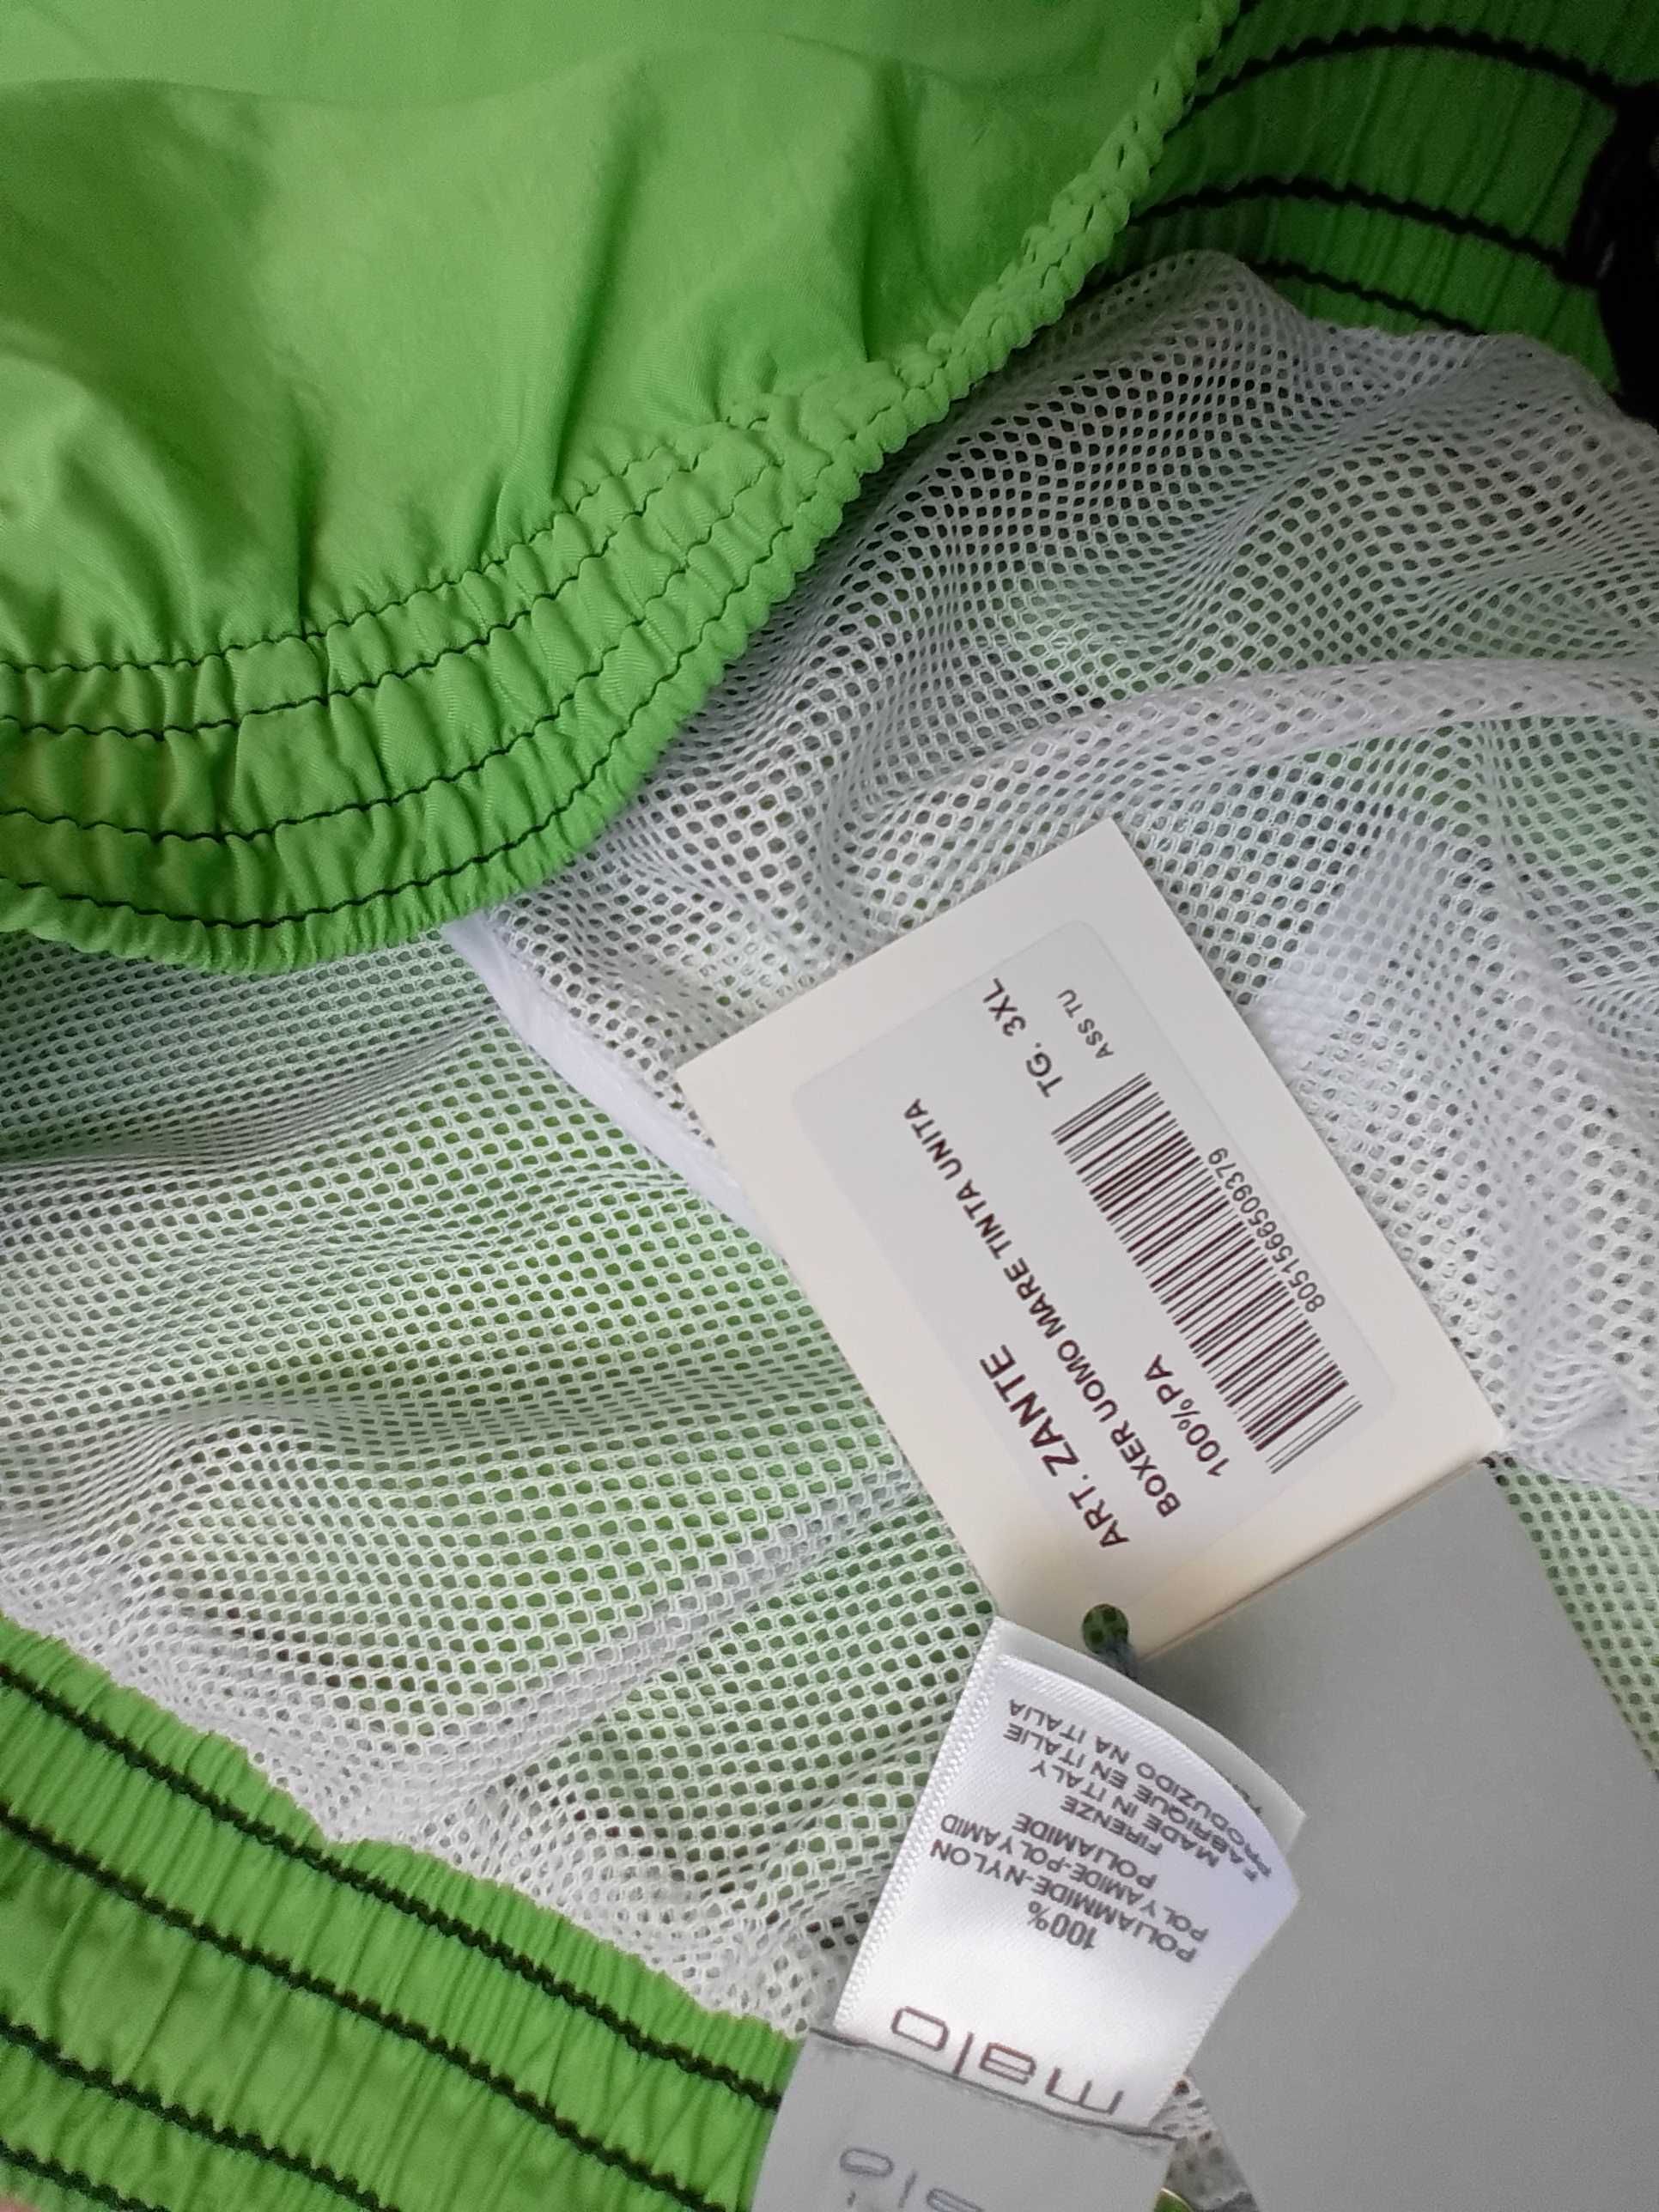 ART. ZANTE
BOXER UOMO MARE TINTA UNITA
100%PA
TG. 3XL
ASS TU
8051566509379
malo
100%
POLIAMMIDE-NYLON
POLYAMIDE-POLYAMID
POLIAMIDE
FIRENZE
MADE IN ITALY
FABRIQUE EN ITALIE
PRODUZIDO NA ITALIA
malo